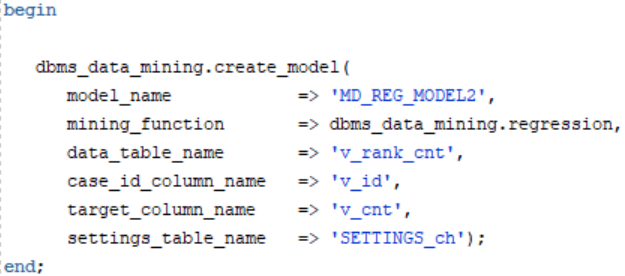 begin
dbms_data_mining.create_model(
model_name => 'MD_REG_MODEL2',
mining_function => dbms_data_mining.regression,
data_table_name => 'v_rank_cnt',
case_id_column_name => 'v_id',
target_column_name => 'v_cnt',
settings_table_name => 'SETTINGS_ch');
end;